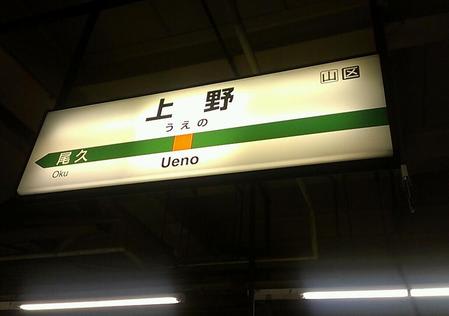 山 区
上野
うえの
Ueno
尾久
Oku